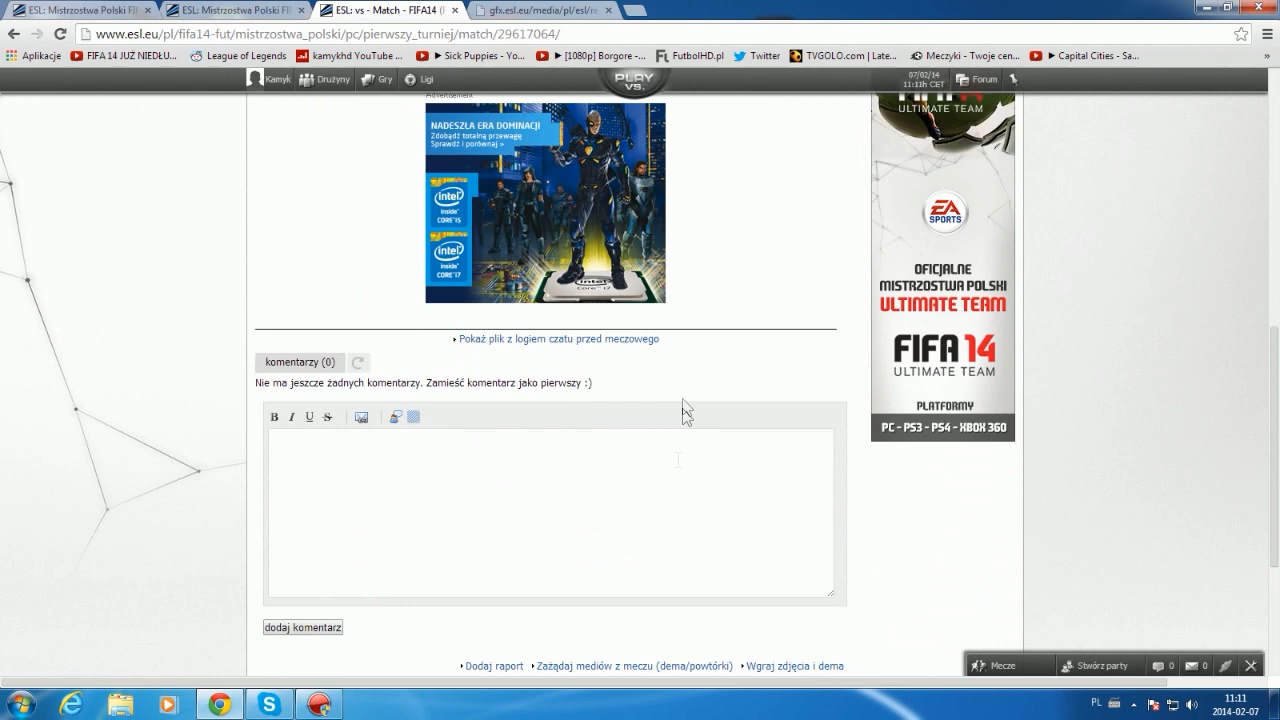 ESL: Mistrzostwa Polski FI
ESL: Mistrzostwa Polski FI
ESL: vs - Match - FIFA14 (
gfx.esl.eu/media/pl/esl/re
www.esl.eu/pl/fifa14-fut/mistrzostwa_polski/pc/pierwszy_turniej/match/29617064/
Aplikacje
FIFA 14 JUŻ NIEDŁU...
League of Legends
kamykhd YouTube ...
Sick Puppies - Yo...
[1080p] Borgore - ...
FutbolHD.pl
Twitter
TVGOLO.com | Late...
Meczyki - Twoje cen...
Capital Cities - Sa...
»
Kamyk
Drużyny
Gry
Ligi
PLAY
VS.
07/02/14
11:11h CET
Forum
Advertisement
NADESZŁA ERA DOMINACJI
Zdobądź totalną przewagę
Sprawdź i porównaj »
intel
inside
CORE i5
intel
inside
CORE i7
intel
Core i7
ULTIMATE TEAM
EA
SPORTS
OFICJALNE
MISTRZOSTWA POLSKI
ULTIMATE TEAM
FIFA 14
ULTIMATE TEAM
PLATFORMY
PC - PS3 - PS4 - XBOX 360
Pokaż plik z logiem czatu przed meczowego
komentarzy (0)
Nie ma jeszcze żadnych komentarzy. Zamieść komentarz jako pierwszy :)
B I U S
dodaj komentarz
Dodaj raport
Zażądaj mediów z meczu (dema/powtórki)
Wgraj zdjęcia i dema
Mecze
Stwórz party
0
0
PL
11:11
2014-02-07